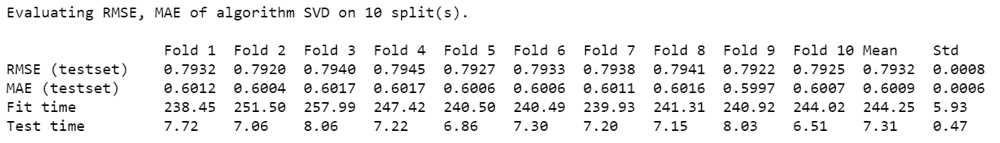 Evaluating RMSE, MAE of algorithm SVD on 10 split(s).
Fold 1 Fold 2 Fold 3 Fold 4 Fold 5 Fold 6 Fold 7 Fold 8 Fold 9 Fold 10 Mean Std
RMSE (testset) 0.7932 0.7920 0.7940 0.7945 0.7927 0.7933 0.7938 0.7941 0.7922 0.7925 0.7932 0.0008
MAE (testset) 0.6012 0.6004 0.6017 0.6017 0.6006 0.6006 0.6011 0.6016 0.5997 0.6007 0.6009 0.0006
Fit time 238.45 251.50 257.99 247.42 240.50 240.49 239.93 241.31 240.92 244.02 244.25 5.93
Test time 7.72 7.06 8.06 7.22 6.86 7.30 7.20 7.15 8.03 6.51 7.31 0.47